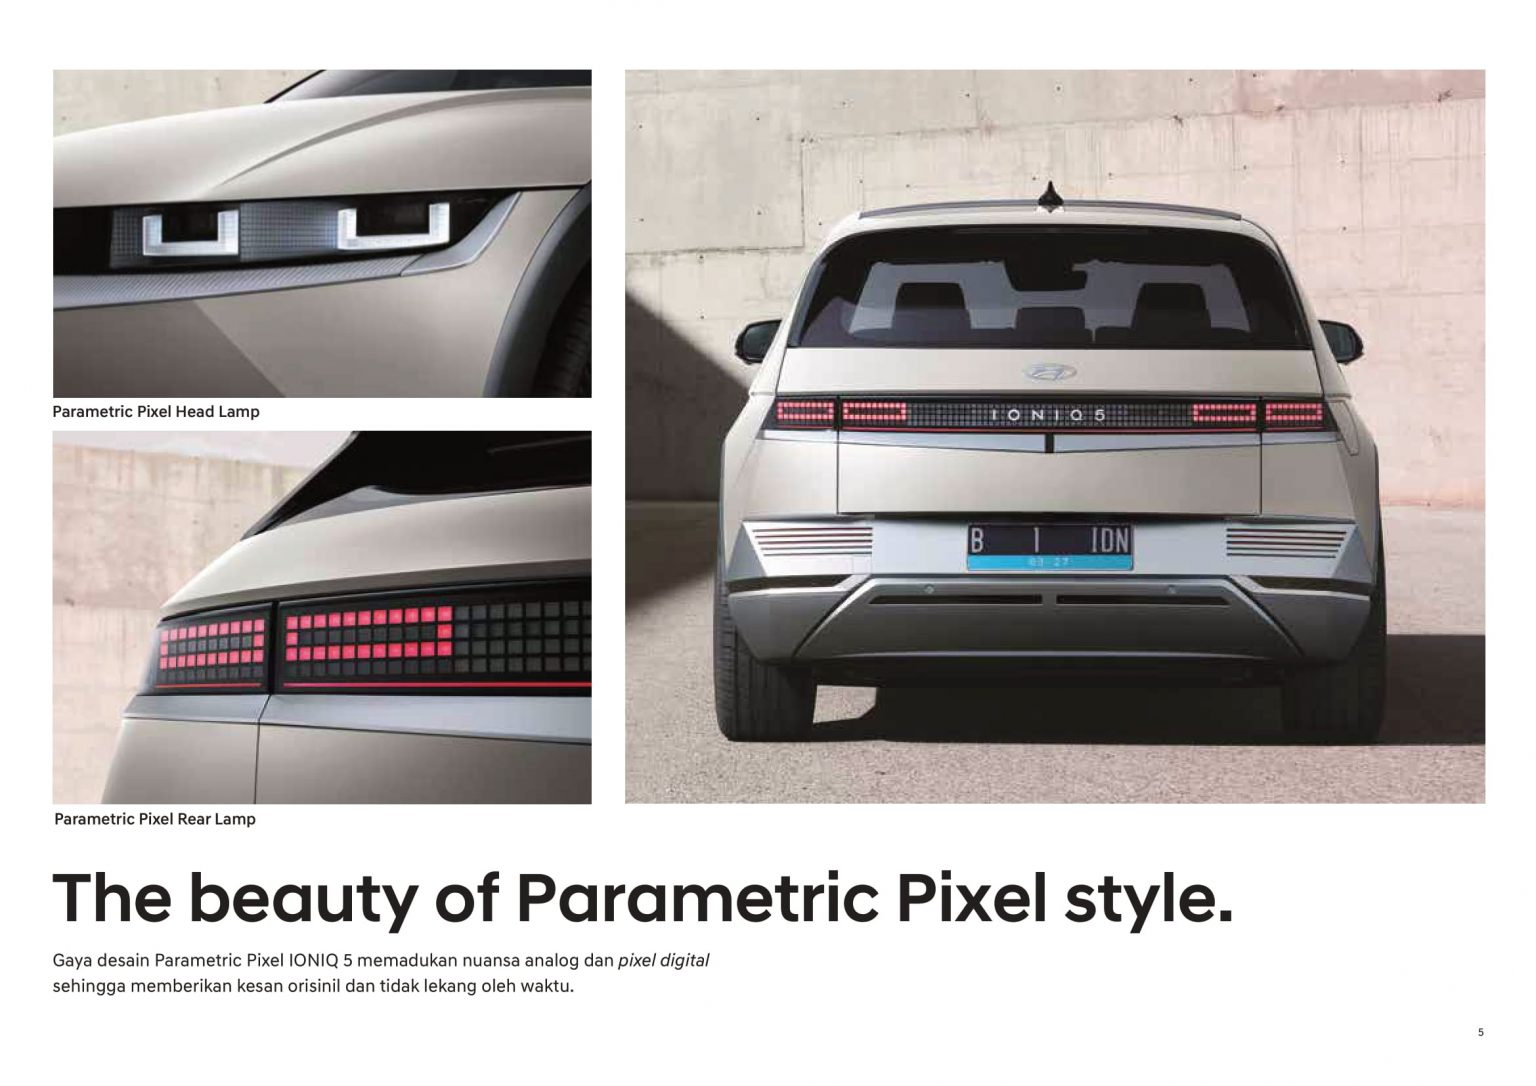 Parametric Pixel Head Lamp
IONIQ5
B 1 IDN
03 27
Parametric Pixel Rear Lamp
The beauty of Parametric Pixel style.
Gaya desain Parametric Pixel IONIQ 5 memadukan nuansa analog dan pixel digital
sehingga memberikan kesan orisinil dan tidak lekang oleh waktu.
5